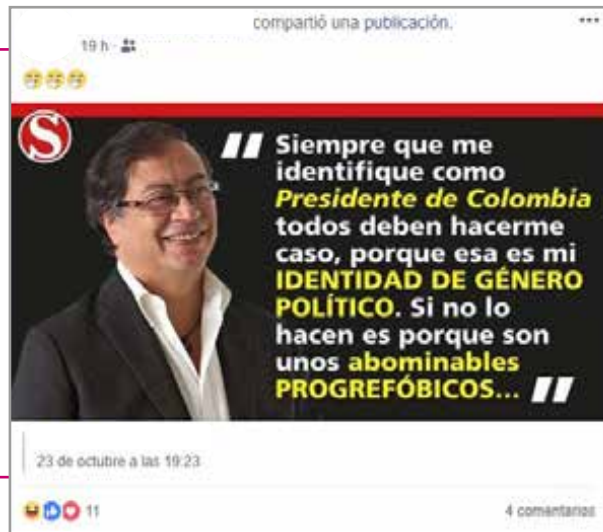 compartió una publicación.
19 h
S
Siempre que me
identifique como
Presidente de Colombia
todos deben hacerme
caso, porque esa es mi
IDENTIDAD DE GÉNERO
POLÍTICO. Si no lo
hacen es porque son
unos abominables
PROGREFÓBICOS...
23 de octubre a las 19:23
11
4 comentarios